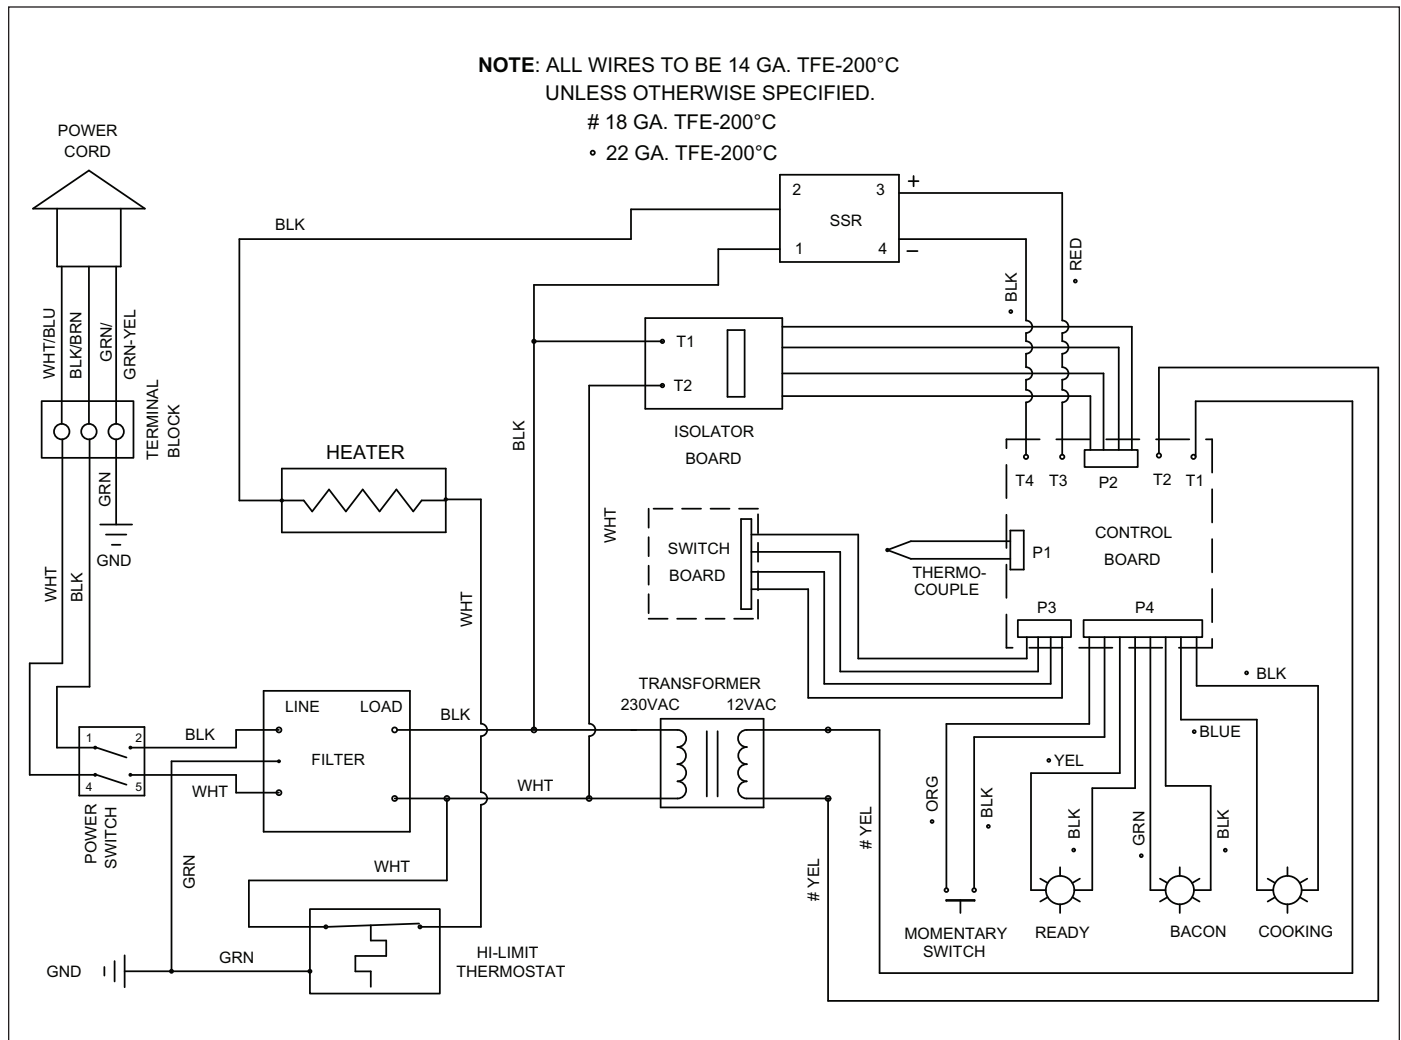 NOTE: ALL WIRES TO BE 14 GA. TFE-200°C
UNLESS OTHERWISE SPECIFIED.
# 18 GA. TFE-200°C
∘ 22 GA. TFE-200°C
POWER
CORD
WHT/BLU
BLK/BRN
GRN/
GRN-YEL
TERMINAL
BLOCK
GRN
GND
WHT
BLK
BLK
2
3
+
SSR
1
4
–
∘ BLK
∘ RED
T1
T2
ISOLATOR
BOARD
BLK
WHT
HEATER
WHT
T4
T3
P2
T2
T1
CONTROL
BOARD
P1
THERMO-
COUPLE
SWITCH
BOARD
P3
P4
1
2
4
5
POWER
SWITCH
BLK
WHT
LINE
LOAD
FILTER
BLK
WHT
TRANSFORMER
230VAC
12VAC
GRN
WHT
GRN
GND
HI-LIMIT
THERMOSTAT
# YEL
# YEL
∘ ORG
∘ BLK
∘ YEL
∘ BLK
∘ GRN
∘ BLK
∘ BLUE
∘ BLK
MOMENTARY
SWITCH
READY
BACON
COOKING